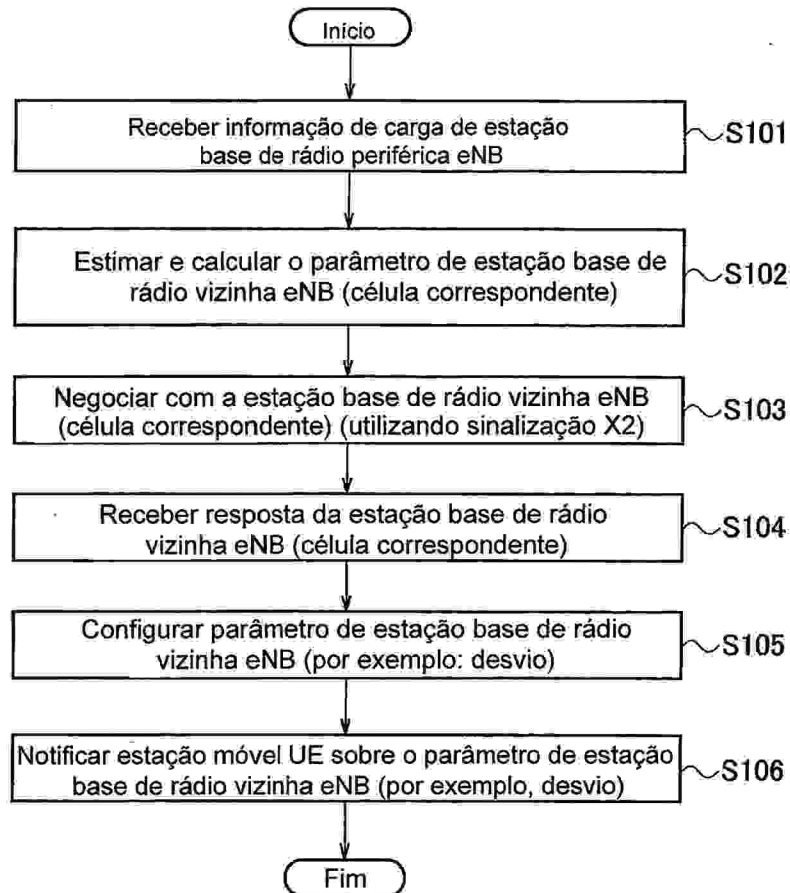 Início
Receber informação de carga de estação
base de rádio periférica eNB
S101
Estimar e calcular o parâmetro de estação base de
rádio vizinha eNB (célula correspondente)
S102
Negociar com a estação base de rádio vizinha eNB
(célula correspondente) (utilizando sinalização X2)
S103
Receber resposta da estação base de rádio
vizinha eNB (célula correspondente)
S104
Configurar parâmetro de estação base de rádio
vizinha eNB (por exemplo: desvio)
S105
Notificar estação móvel UE sobre o parâmetro de estação
base de rádio vizinha eNB (por exemplo, desvio)
S106
Fim